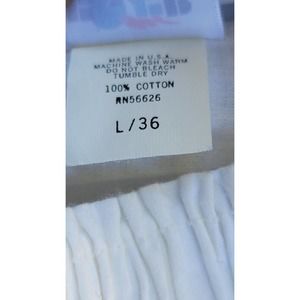 MADE IN U.S.A.
MACHINE WASH WARM
DO NOT BLEACH
TUMBLE DRY
100% COTTON
RN56626
L/36